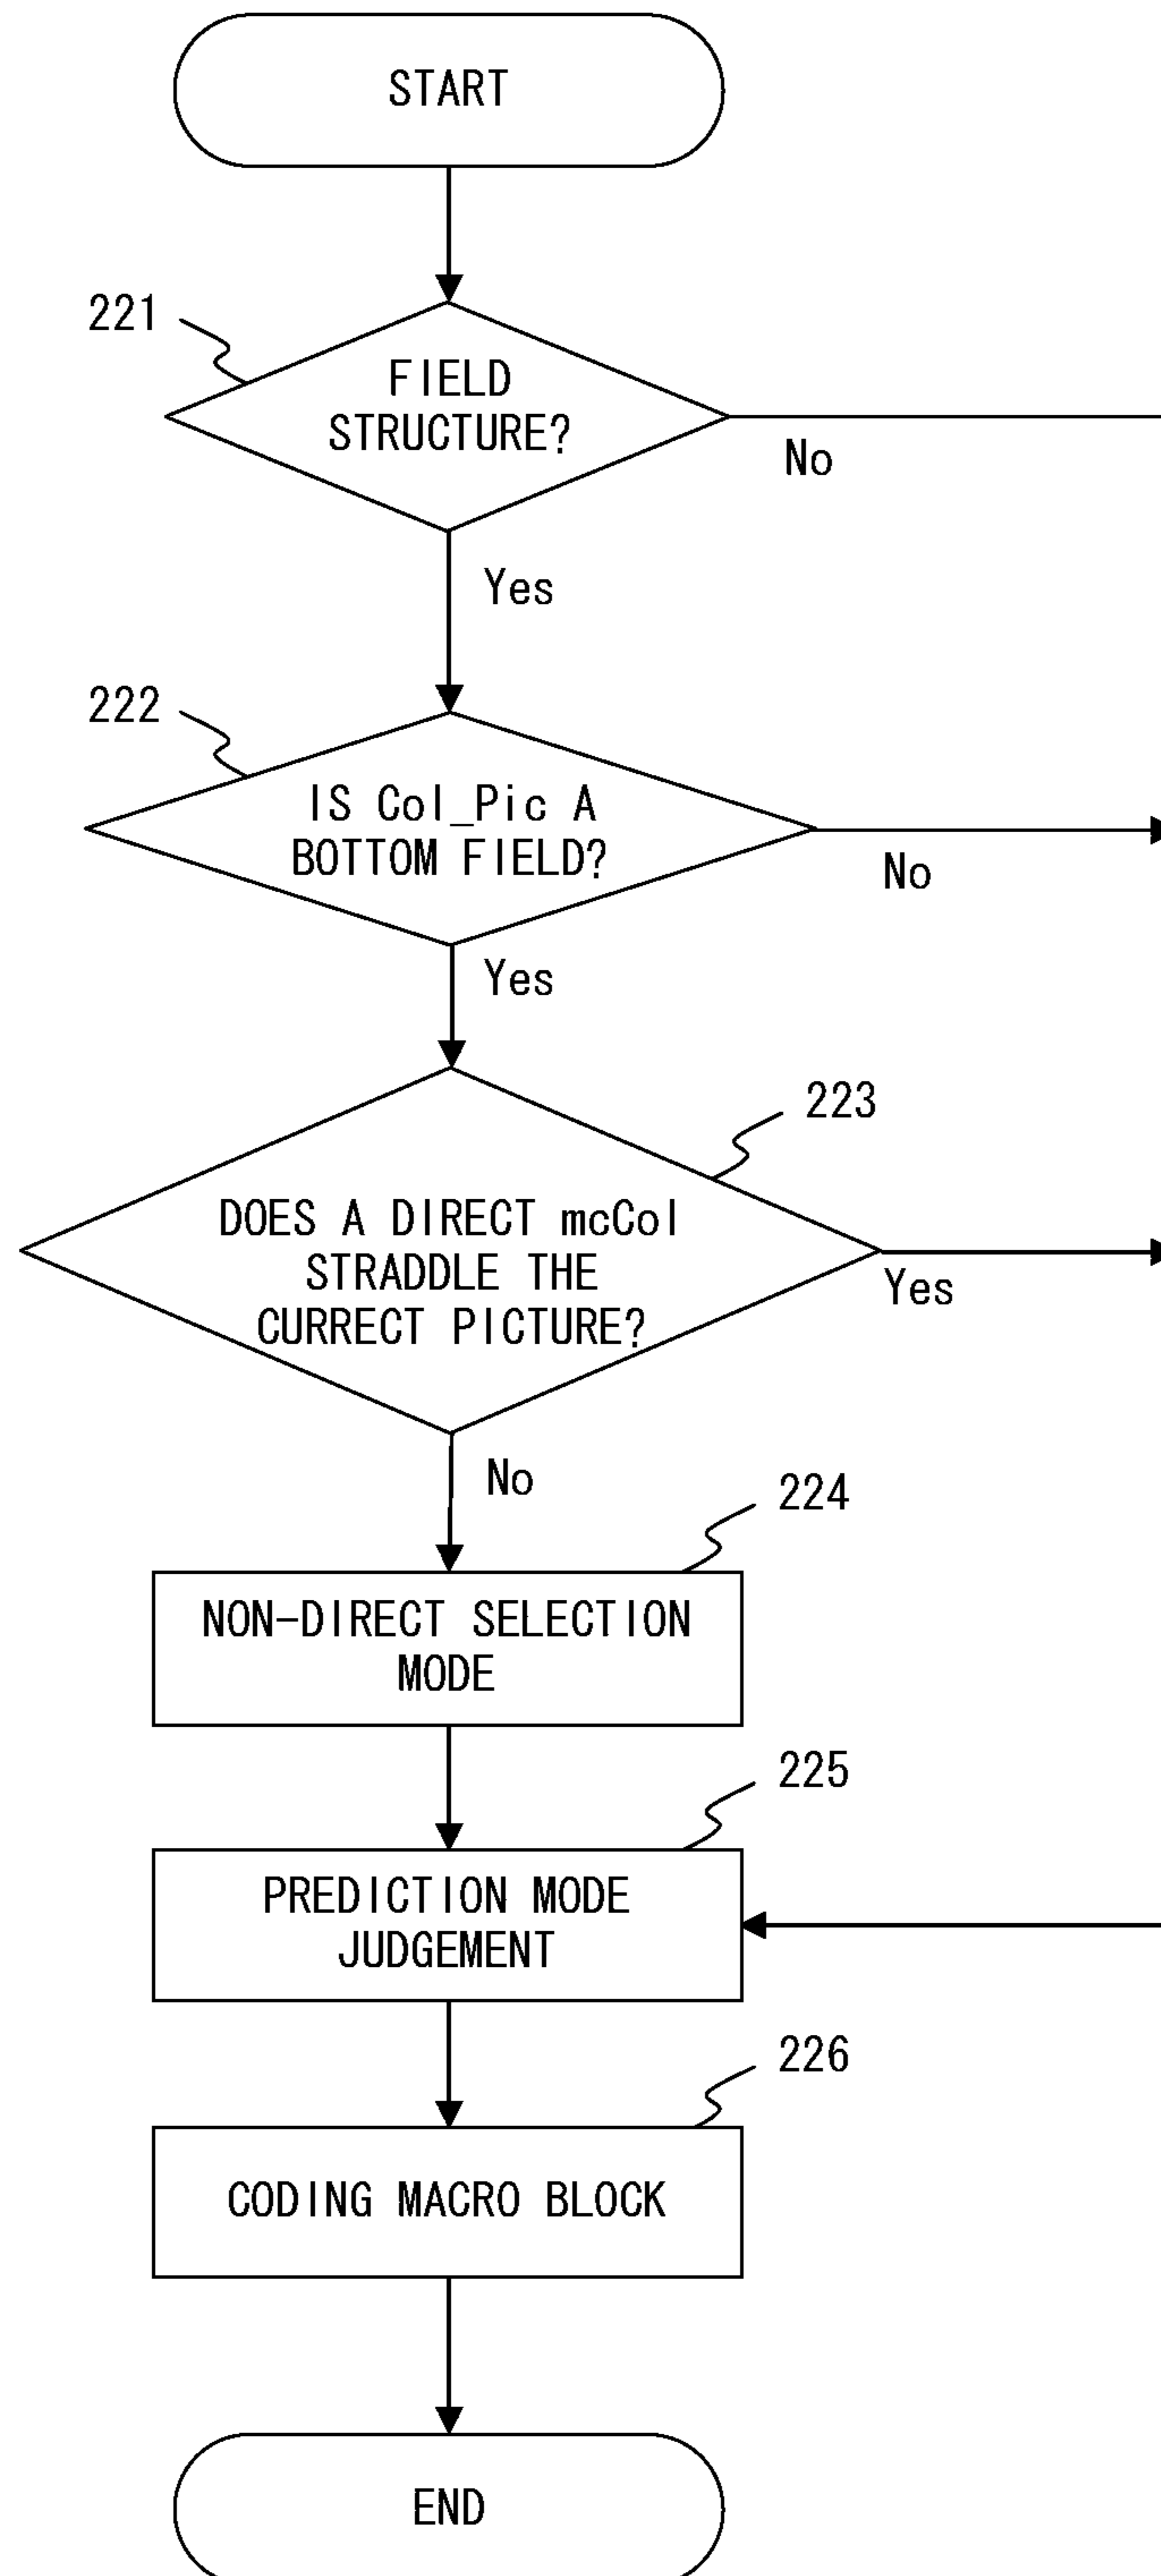 START
221
FIELD
STRUCTURE?
No
Yes
222
IS Col_Pic A
BOTTOM FIELD?
No
Yes
223
DOES A DIRECT mcCol
STRADDLE THE
CURRECT PICTURE?
Yes
No
224
NON-DIRECT SELECTION
MODE
225
PREDICTION MODE
JUDGEMENT
226
CODING MACRO BLOCK
END